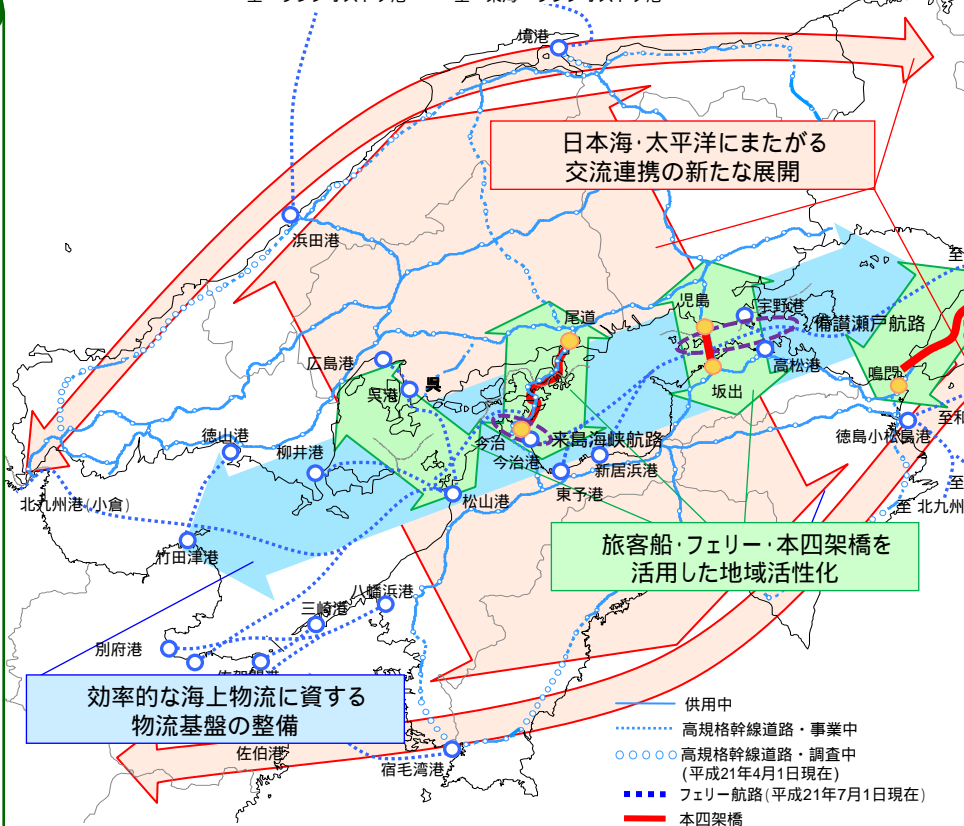 境港
日本海･太平洋にまたがる
交流連携の新たな展開
浜田港
至
児島
宇野港
尾道
備讃瀬戸航路
広島港
高松港
鳴門
呉
呉港
坂出
至和
徳島小松島港
徳山港
来島海峡航路
今治
柳井港
今治港
新居浜港
至
北九州港(小倉)
東予港
松山港
至 北九州
旅客船･フェリー･本四架橋を
活用した地域活性化
竹田津港
八幡浜港
三崎港
別府港
効率的な海上物流に資する
物流基盤の整備
佐伯港
宿毛湾港
供用中
高規格幹線道路・事業中
高規格幹線道路・調査中
(平成21年4月1日現在)
フェリー航路(平成21年7月1日現在)
本四架橋